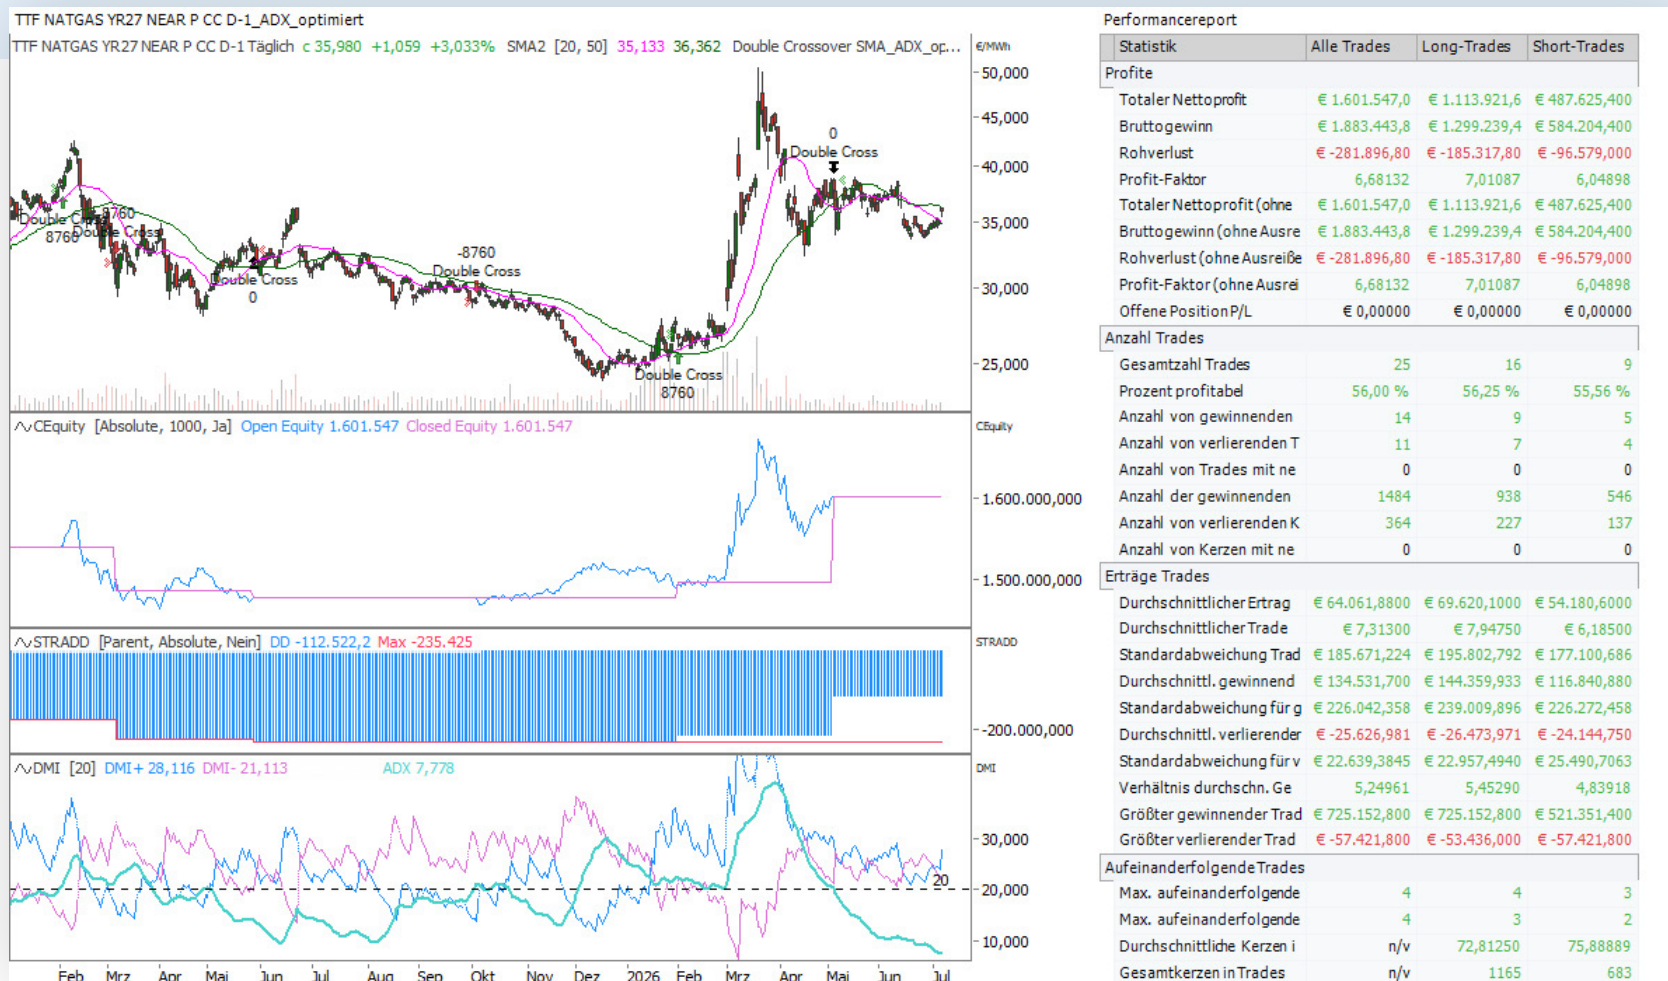 TTF NATGAS YR27 NEAR P CC D-1_ADX_optimiert
TTF NATGAS YR27 NEAR P CC D-1 Täglich c 35,980 +1,059 +3,033% SMA2 [20, 50] 35,133 36,362 Double Crossover SMA_ADX_op...
€/MWh
50,000
45,000
40,000
35,000
30,000
25,000
0
Double Cross
Double Cross
8760
8760
Double Cross
Double Cross
0
-8760
Double Cross
Double Cross
8760
CEquity [Absolute, 1000, Ja] Open Equity 1.601.547 Closed Equity 1.601.547
CEquity
1.600.000,000
1.500.000,000
STRADD [Parent, Absolute, Nein] DD -112.522,2 Max -235.425
STRADD
-200.000,000
DMI [20] DMI+ 28,116 DMI- 21,113 ADX 7,778
DMI
30,000
20
20,000
10,000
Feb Mrz Apr Mai Jun Jul Aug Sep Okt Nov Dez 2026 Feb Mrz Apr Mai Jun Jul
Performancereport
Statistik Alle Trades Long-Trades Short-Trades
Profite
Totaler Nettoprofit € 1.601.547,0 € 1.113.921,6 € 487.625,400
Bruttogewinn € 1.883.443,8 € 1.299.239,4 € 584.204,400
Rohverlust € -281.896,80 € -185.317,80 € -96.579,000
Profit-Faktor 6,68132 7,01087 6,04898
Totaler Nettoprofit (ohne € 1.601.547,0 € 1.113.921,6 € 487.625,400
Bruttogewinn (ohne Ausre € 1.883.443,8 € 1.299.239,4 € 584.204,400
Rohverlust (ohne Ausreiße € -281.896,80 € -185.317,80 € -96.579,000
Profit-Faktor (ohne Ausrei 6,68132 7,01087 6,04898
Offene Position P/L € 0,00000 € 0,00000 € 0,00000
Anzahl Trades
Gesamtzahl Trades 25 16 9
Prozent profitabel 56,00 % 56,25 % 55,56 %
Anzahl von gewinnenden 14 9 5
Anzahl von verlierenden T 11 7 4
Anzahl von Trades mit ne 0 0 0
Anzahl der gewinnenden 1484 938 546
Anzahl von verlierenden K 364 227 137
Anzahl von Kerzen mit ne 0 0 0
Erträge Trades
Durchschnittlicher Ertrag € 64.061,8800 € 69.620,1000 € 54.180,6000
Durchschnittlicher Trade € 7,31300 € 7,94750 € 6,18500
Standardabweichung Trad € 185.671,224 € 195.802,792 € 177.100,686
Durchschnittl. gewinnend € 134.531,700 € 144.359,933 € 116.840,880
Standardabweichung für g € 226.042,358 € 239.009,896 € 226.272,458
Durchschnittl. verlierender € -25.626,981 € -26.473,971 € -24.144,750
Standardabweichung für v € 22.639,3845 € 22.957,4940 € 25.490,7063
Verhältnis durchschn. Ge 5,24961 5,45290 4,83918
Größter gewinnender Trad € 725.152,800 € 725.152,800 € 521.351,400
Größter verlierender Trad € -57.421,800 € -53.436,000 € -57.421,800
Aufeinanderfolgende Trades
Max. aufeinanderfolgende 4 4 3
Max. aufeinanderfolgende 4 3 2
Durchschnittliche Kerzen i n/v 72,81250 75,88889
Gesamtkerzen in Trades n/v 1165 683